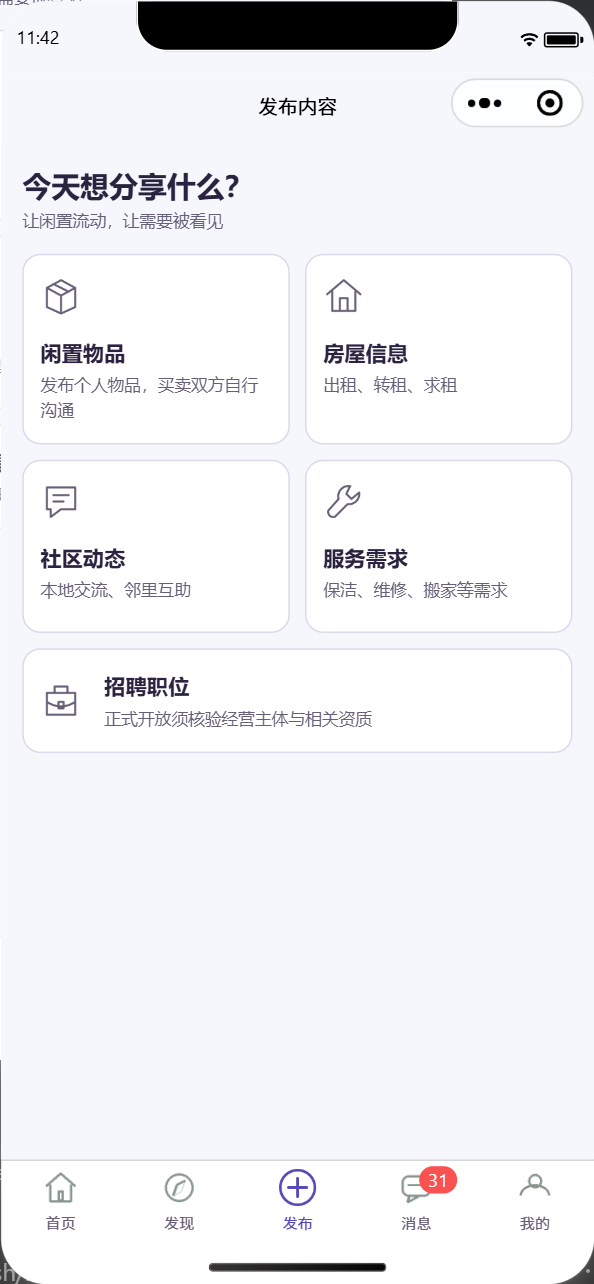 11:42
发布内容
今天想分享什么？
让闲置流动，让需要被看见
闲置物品
发布个人物品，买卖双方自行
沟通
房屋信息
出租、转租、求租
社区动态
本地交流、邻里互助
服务需求
保洁、维修、搬家等需求
招聘职位
正式开放须核验经营主体与相关资质
31
首页
发现
发布
消息
我的